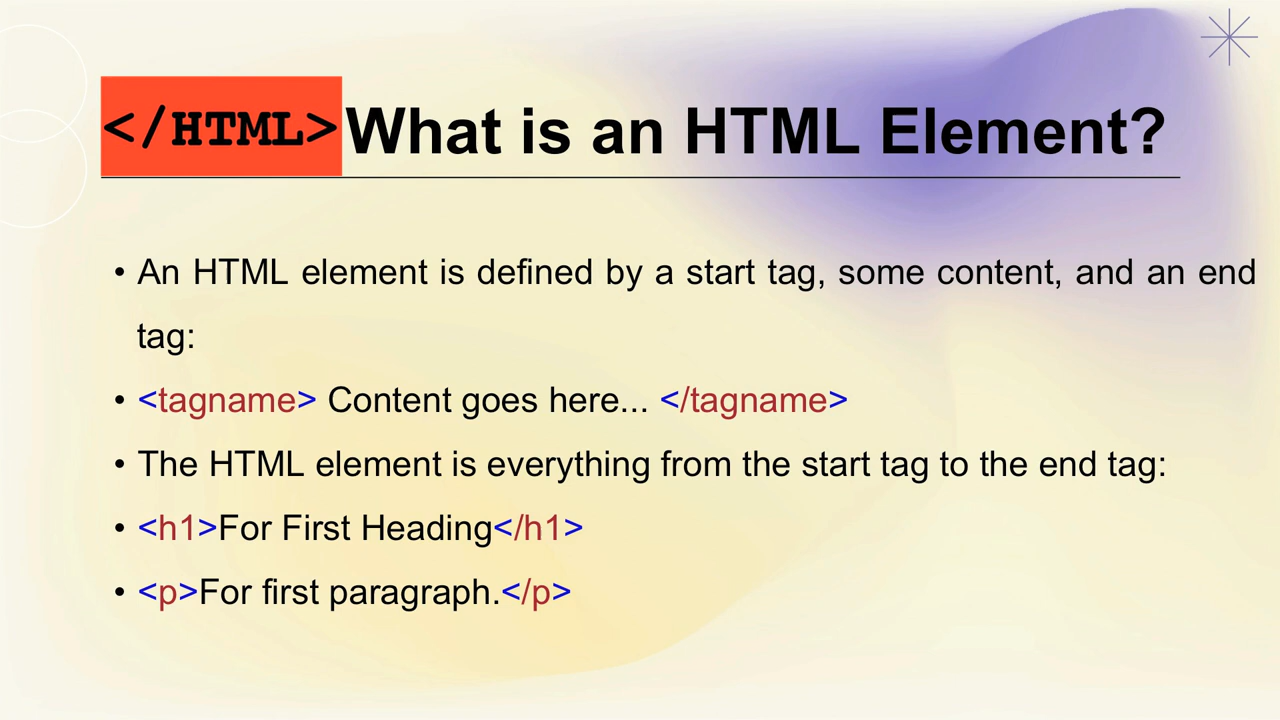 </HTML> What is an HTML Element?
• An HTML element is defined by a start tag, some content, and an end
tag:
• <tagname> Content goes here... </tagname>
• The HTML element is everything from the start tag to the end tag:
• <h1>For First Heading</h1>
• <p>For first paragraph.</p>